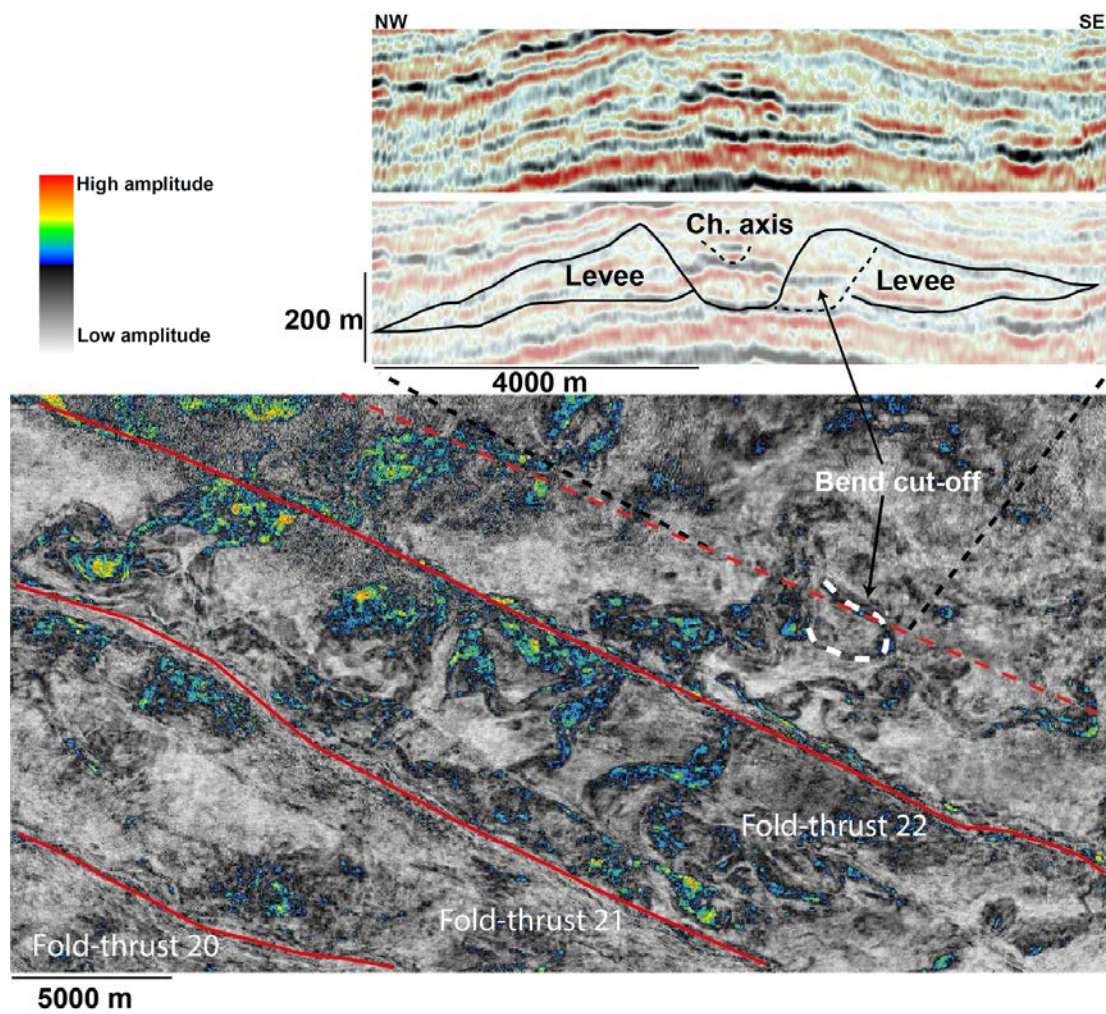 NW
SE
High amplitude
Low amplitude
Ch. axis
Levee
Levee
200 m
4000 m
Bend cut-off
Fold-thrust 22
Fold-thrust 21
Fold-thrust 20
5000 m